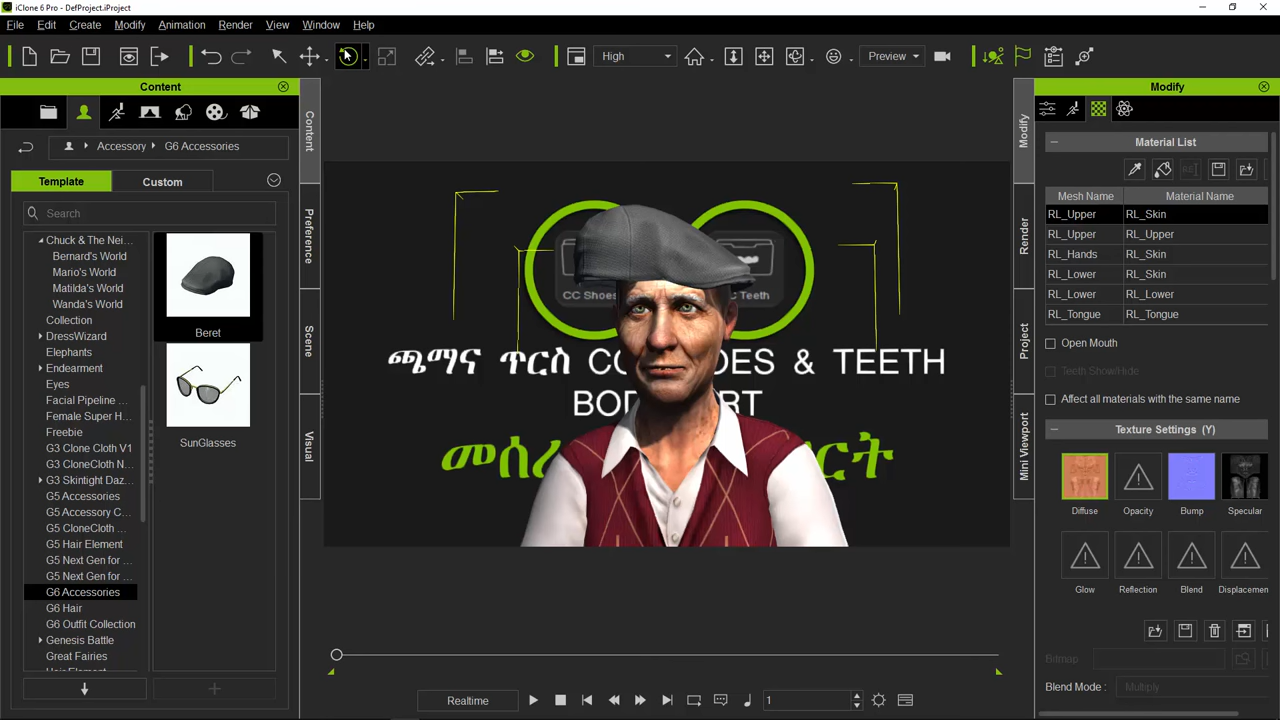 iClone 6 Pro - DefProject.iProject
File Edit Create Modify Animation Render View Window Help
High
Preview
Content
Modify
Accessory G6 Accessories
Template Custom
Search
Chuck & The Nei...
Bernard's World
Mario's World
Matilda's World
Wanda's World
Collection
DressWizard
Elephants
Endearment
Eyes
Facial Pipeline ...
Female Super H...
Freebie
G3 Clone Cloth V1
G3 CloneCloth N...
G3 Skintight Daz...
G5 Accessories
G5 Accessory C...
G5 CloneCloth ...
G5 Hair Element
G5 Next Gen for ...
G5 Next Gen for ...
G6 Accessories
G6 Hair
G6 Outfit Collection
Genesis Battle
Great Fairies
Beret
SunGlasses
Content
Preference
Scene
Visual
CC Shoes
Teeth
ጫማና ጥርስ
& TEETH
Realtime
1
Modify
Render
Project
Mini Viewport
Material List
Mesh Name Material Name
RL_Upper RL_Skin
RL_Upper RL_Upper
RL_Hands RL_Skin
RL_Lower RL_Skin
RL_Lower RL_Lower
RL_Tongue RL_Tongue
Open Mouth
Teeth Show/Hide
Affect all materials with the same name
Texture Settings (Y)
Diffuse Opacity Bump Specular
Glow Reflection Blend Displacemen
Bitmap
Blend Mode : Multiply